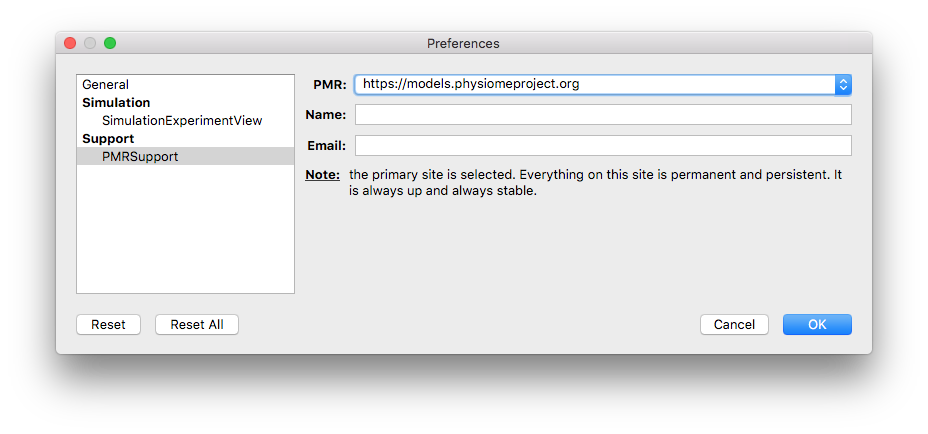 Preferences
General
Simulation
SimulationExperimentView
Support
PMRSupport
PMR: https://models.physiomeproject.org
Name:
Email:
Note: the primary site is selected. Everything on this site is permanent and persistent. It
is always up and always stable.
Reset Reset All Cancel OK